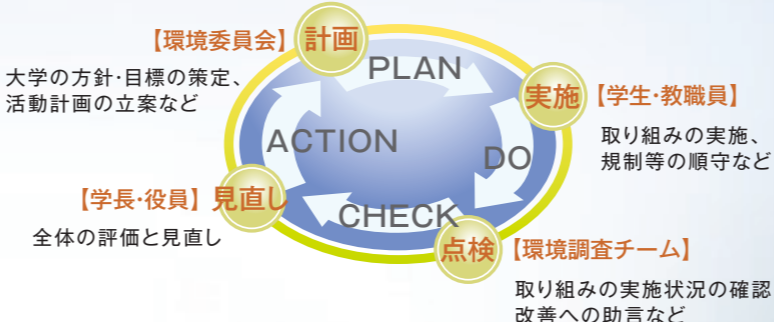 【環境委員会】 計画
大学の方針・目標の策定、
活動計画の立案など
PLAN
実施 【学生・教職員】
取り組みの実施、
規制等の順守など
DO
点検 【環境調査チーム】
取り組みの実施状況の確認
改善への助言など
CHECK
【学長・役員】 見直し
全体の評価と見直し
ACTION